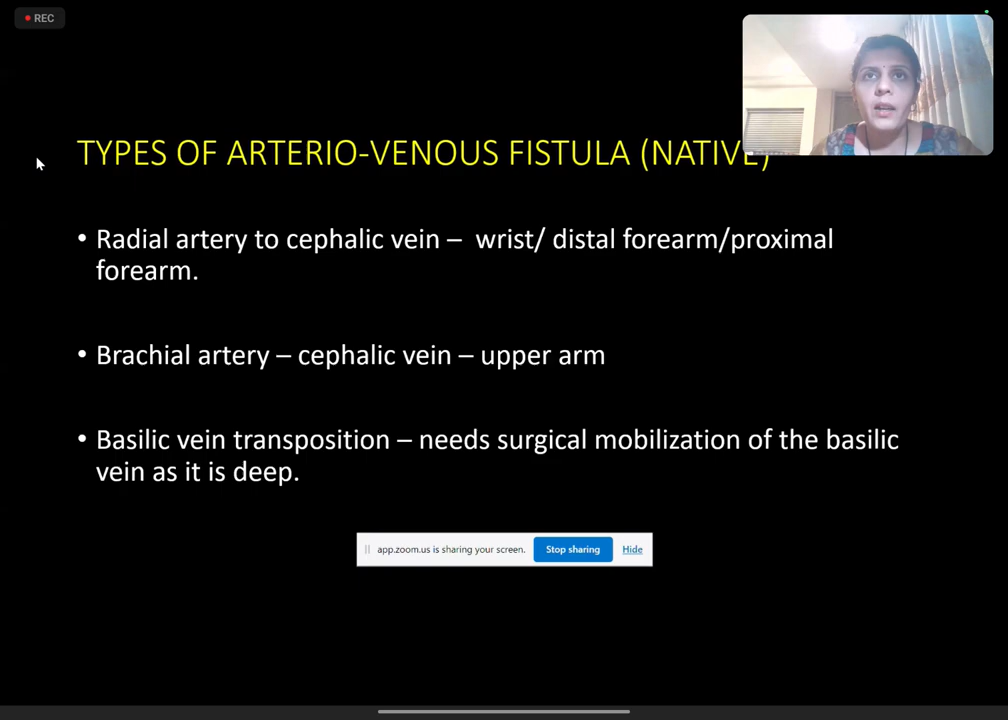 REC
TYPES OF ARTERIO-VENOUS FISTULA (NATIVE)
• Radial artery to cephalic vein – wrist/ distal forearm/proximal
forearm.
• Brachial artery – cephalic vein – upper arm
• Basilic vein transposition – needs surgical mobilization of the basilic
vein as it is deep.
app.zoom.us is sharing your screen. Stop sharing Hide